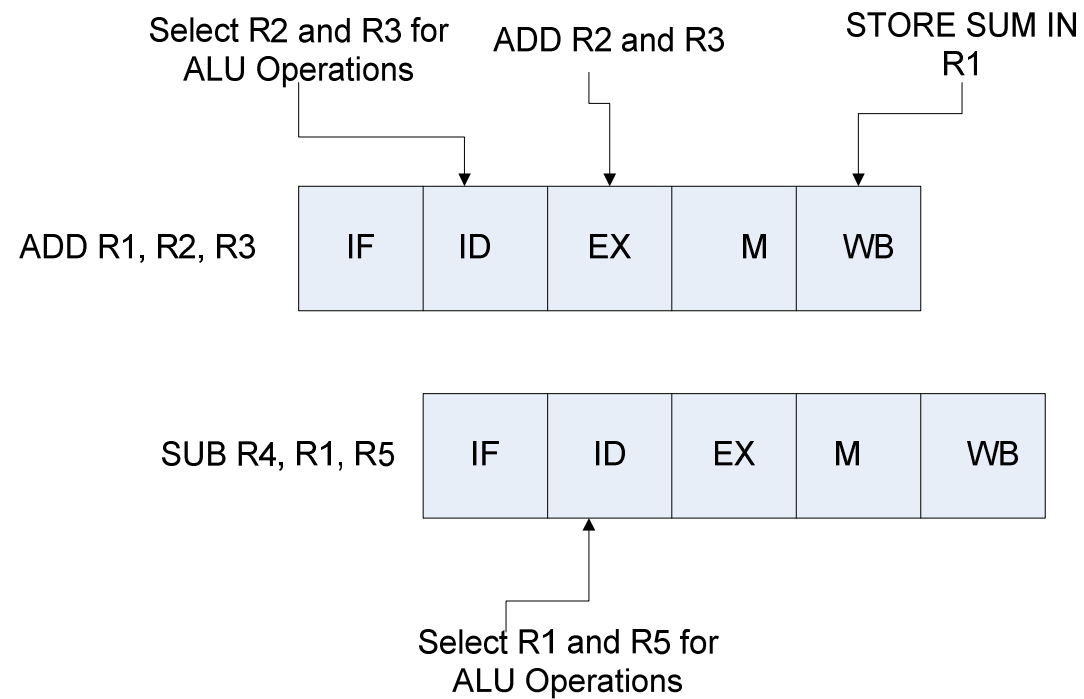 Select R2 and R3 for
ALU Operations
ADD R2 and R3
STORE SUM IN
R1
ADD R1, R2, R3
IF
ID
EX
M
WB
SUB R4, R1, R5
IF
ID
EX
M
WB
Select R1 and R5 for
ALU Operations